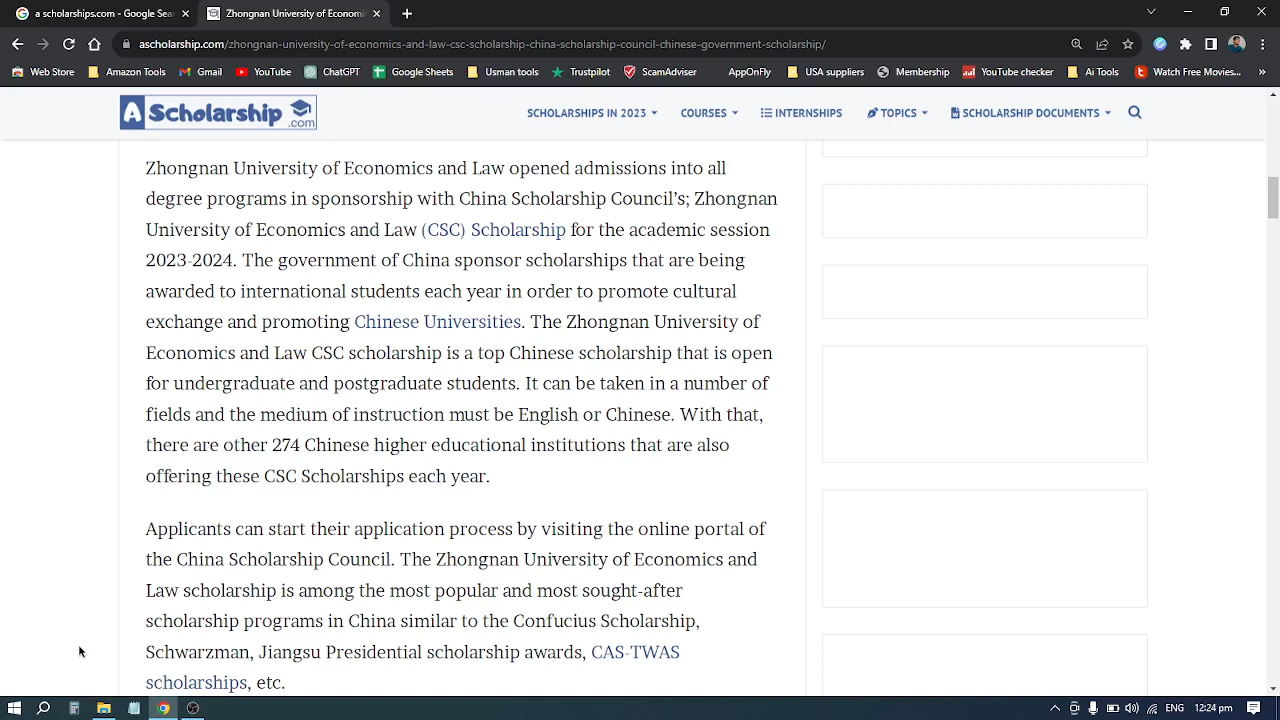 a scholarships.com - Google Sea
Zhongnan University of Economi
ascholarship.com/zhongnan-university-of-economics-and-law-csc-scholarship-china-scholarship-council-chinese-government-scholarship/
Web Store Amazon Tools Gmail YouTube ChatGPT Google Sheets Usman tools Trustpilot ScamAdviser AppOnFly USA suppliers Membership YouTube checker Ai Tools Watch Free Movies... »
A Scholarship .com
SCHOLARSHIPS IN 2023 COURSES INTERNSHIPS TOPICS SCHOLARSHIP DOCUMENTS
Zhongnan University of Economics and Law opened admissions into all
degree programs in sponsorship with China Scholarship Council’s; Zhongnan
University of Economics and Law (CSC) Scholarship for the academic session
2023-2024. The government of China sponsor scholarships that are being
awarded to international students each year in order to promote cultural
exchange and promoting Chinese Universities. The Zhongnan University of
Economics and Law CSC scholarship is a top Chinese scholarship that is open
for undergraduate and postgraduate students. It can be taken in a number of
fields and the medium of instruction must be English or Chinese. With that,
there are other 274 Chinese higher educational institutions that are also
offering these CSC Scholarships each year.
Applicants can start their application process by visiting the online portal of
the China Scholarship Council. The Zhongnan University of Economics and
Law scholarship is among the most popular and most sought-after
scholarship programs in China similar to the Confucius Scholarship,
Schwarzman, Jiangsu Presidential scholarship awards, CAS-TWAS
scholarships, etc.
ENG 12:24 pm